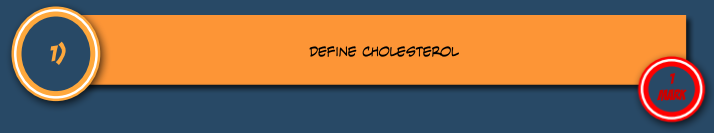 1)
DEFINE CHOLESTEROL
1
MARK